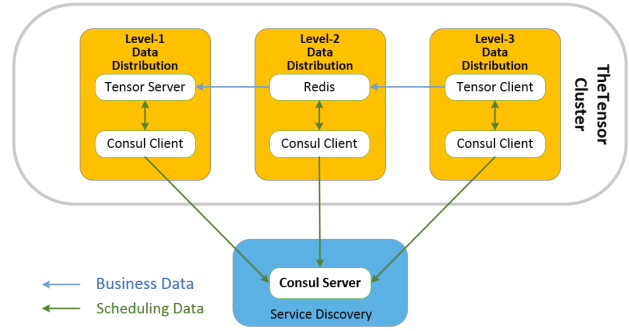 Level-1
Data
Distribution
Tensor Server
Consul Client
Level-2
Data
Distribution
Redis
Consul Client
Level-3
Data
Distribution
Tensor Client
Consul Client
TheTensor
Cluster
Consul Server
Service Discovery
Business Data
Scheduling Data